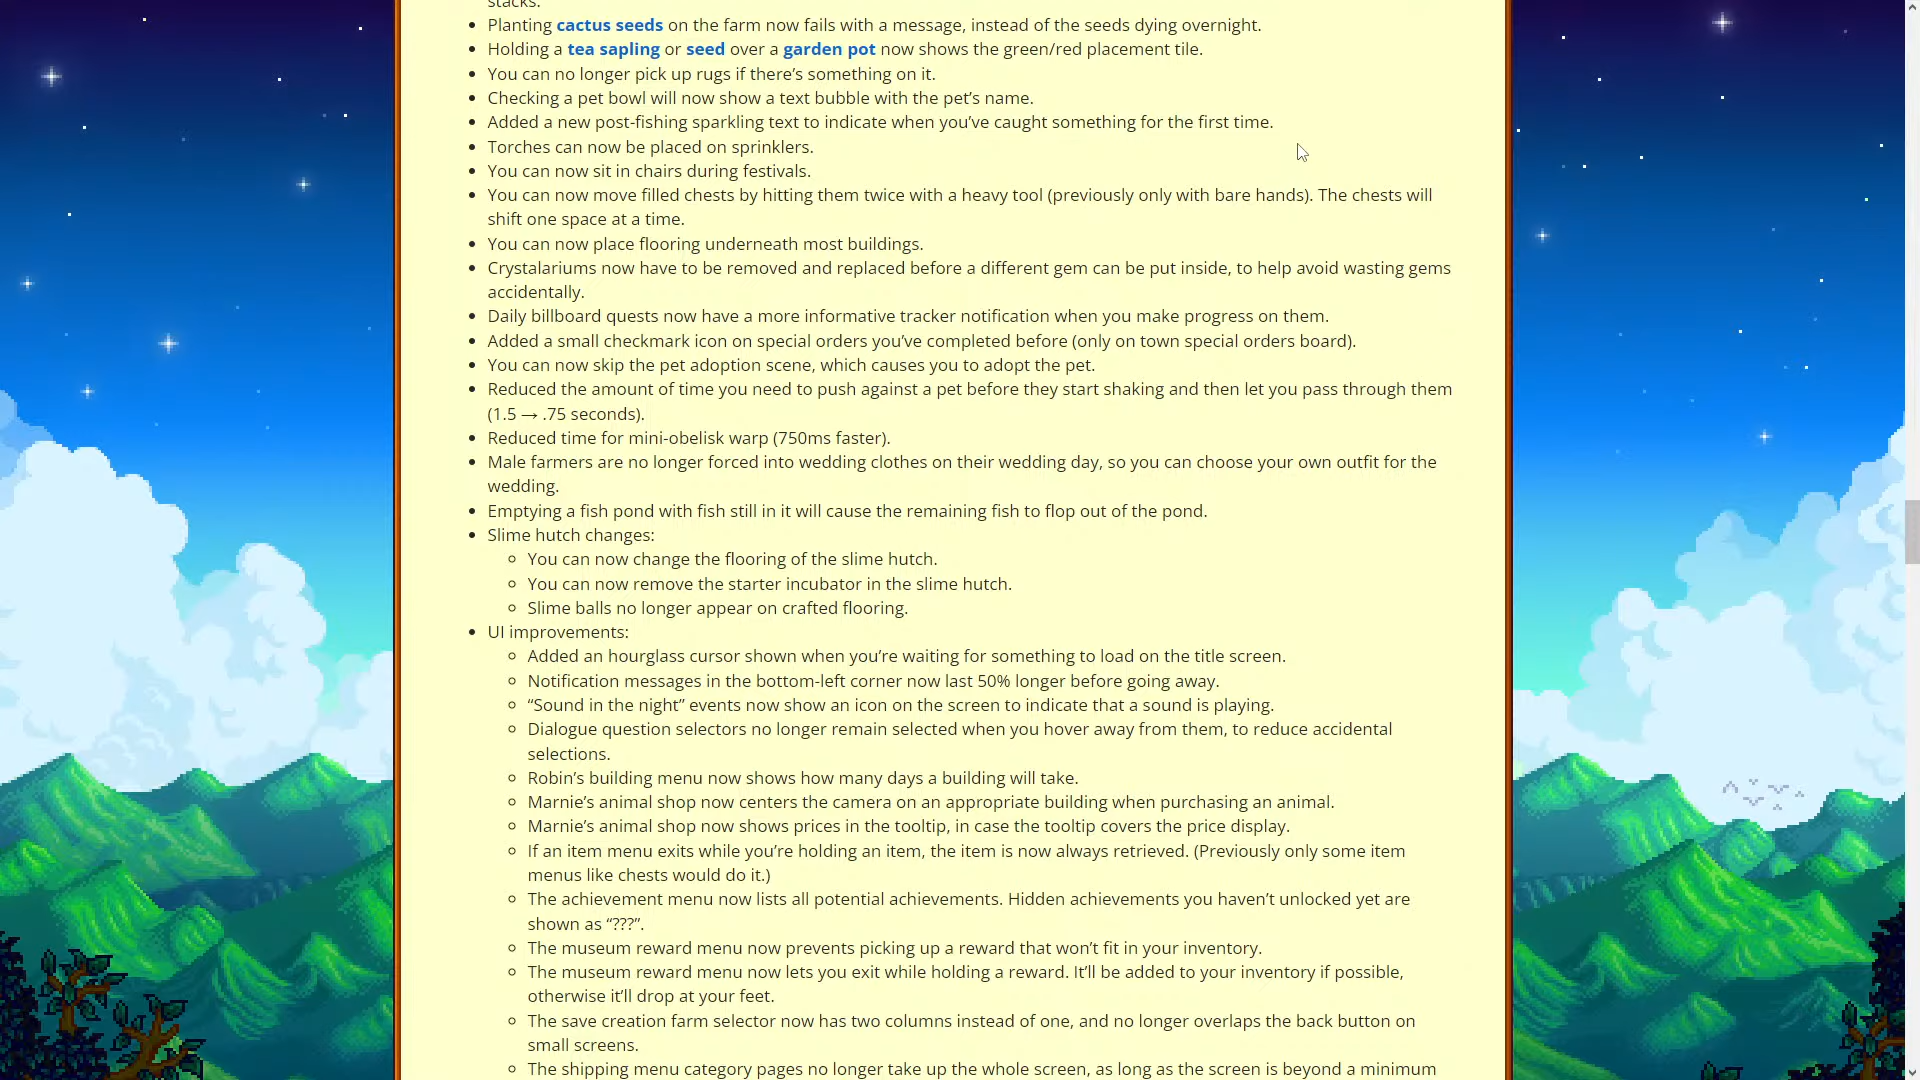 stacks.
Planting cactus seeds on the farm now fails with a message, instead of the seeds dying overnight.
Holding a tea sapling or seed over a garden pot now shows the green/red placement tile.
You can no longer pick up rugs if there’s something on it.
Checking a pet bowl will now show a text bubble with the pet’s name.
Added a new post-fishing sparkling text to indicate when you’ve caught something for the first time.
Torches can now be placed on sprinklers.
You can now sit in chairs during festivals.
You can now move filled chests by hitting them twice with a heavy tool (previously only with bare hands). The chests will
shift one space at a time.
You can now place flooring underneath most buildings.
Crystalariums now have to be removed and replaced before a different gem can be put inside, to help avoid wasting gems
accidentally.
Daily billboard quests now have a more informative tracker notification when you make progress on them.
Added a small checkmark icon on special orders you’ve completed before (only on town special orders board).
You can now skip the pet adoption scene, which causes you to adopt the pet.
Reduced the amount of time you need to push against a pet before they start shaking and then let you pass through them
(1.5 → .75 seconds).
Reduced time for mini-obelisk warp (750ms faster).
Male farmers are no longer forced into wedding clothes on their wedding day, so you can choose your own outfit for the
wedding.
Emptying a fish pond with fish still in it will cause the remaining fish to flop out of the pond.
Slime hutch changes:
You can now change the flooring of the slime hutch.
You can now remove the starter incubator in the slime hutch.
Slime balls no longer appear on crafted flooring.
UI improvements:
Added an hourglass cursor shown when you’re waiting for something to load on the title screen.
Notification messages in the bottom-left corner now last 50% longer before going away.
“Sound in the night” events now show an icon on the screen to indicate that a sound is playing.
Dialogue question selectors no longer remain selected when you hover away from them, to reduce accidental
selections.
Robin’s building menu now shows how many days a building will take.
Marnie’s animal shop now centers the camera on an appropriate building when purchasing an animal.
Marnie’s animal shop now shows prices in the tooltip, in case the tooltip covers the price display.
If an item menu exits while you’re holding an item, the item is now always retrieved. (Previously only some item
menus like chests would do it.)
The achievement menu now lists all potential achievements. Hidden achievements you haven’t unlocked yet are
shown as “???”.
The museum reward menu now prevents picking up a reward that won’t fit in your inventory.
The museum reward menu now lets you exit while holding a reward. It’ll be added to your inventory if possible,
otherwise it’ll drop at your feet.
The save creation farm selector now has two columns instead of one, and no longer overlaps the back button on
small screens.
The shipping menu category pages no longer take up the whole screen, as long as the screen is beyond a minimum